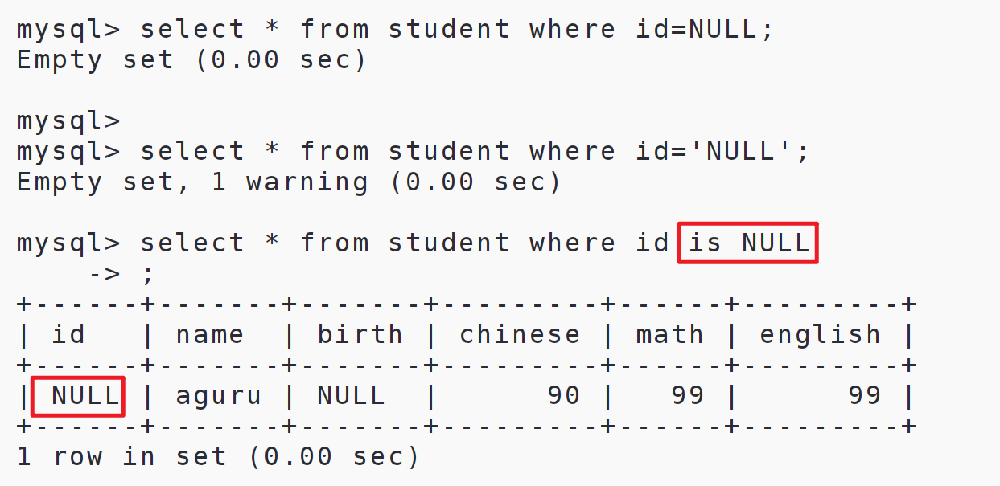 mysql> select * from student where id=NULL;
Empty set (0.00 sec)
mysql>
mysql> select * from student where id='NULL';
Empty set, 1 warning (0.00 sec)
mysql> select * from student where id is NULL
    -> ;
+------+-------+-------+---------+------+---------+
| id   | name  | birth | chinese | math | english |
+------+-------+-------+---------+------+---------+
| NULL | aguru | NULL  |      90 |   99 |      99 |
+------+-------+-------+---------+------+---------+
1 row in set (0.00 sec)